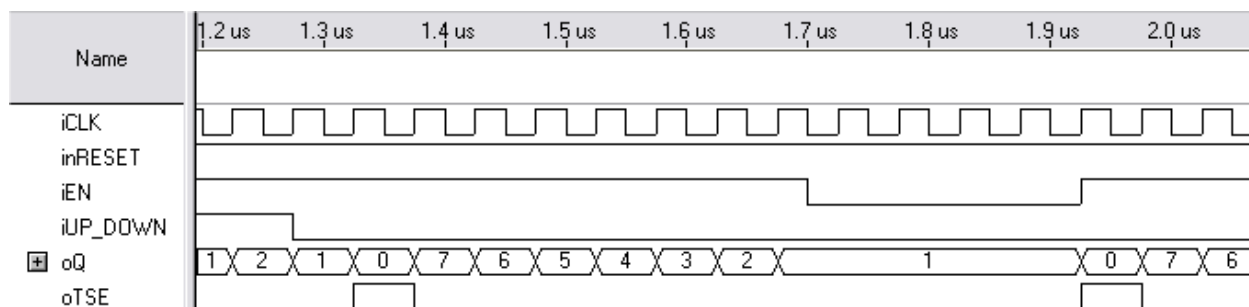 Name
1.2 us 1.3 us 1.4 us 1.5 us 1.6 us 1.7 us 1.8 us 1.9 us 2.0 us
iCLK
inRESET
iEN
iUP_DOWN
oQ 1 2 1 0 7 6 5 4 3 2 1 0 7 6
oTSE